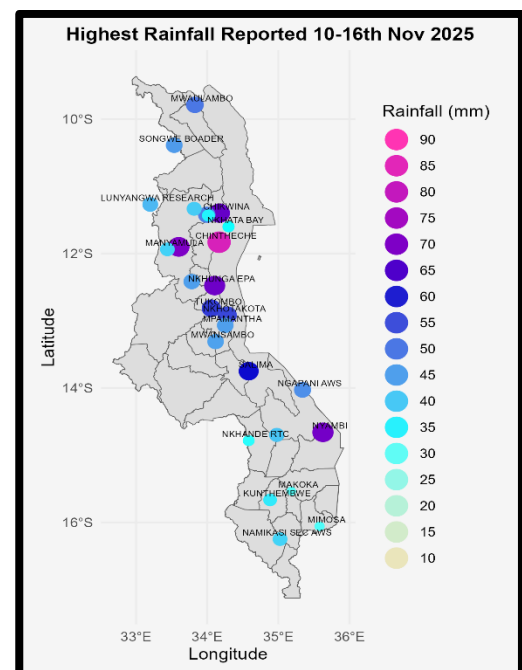 Highest Rainfall Reported 10-16th Nov 2025
MWAULAMBO
10°S
SONGWE BOADER
LUNYANGWA RESEARCH
CHIKWINA
NKHATA BAY
CHINTHECHE
12°S
MANYAMULA
NKHUNGA EPA
TUKOMBO
NKHOTAKOTA
MPAMANTHA
MWANSAMBO
SALIMA
14°S
NGAPANI AWS
NYAMBI
NKHANDE RTC
MAKOKA
KUNTHEMBWE
16°S
MIMOSA
NAMIKASI SEC AWS
33°E 34°E 35°E 36°E
Longitude
Latitude
Rainfall (mm)
90
85
80
75
70
65
60
55
50
45
40
35
30
25
20
15
10